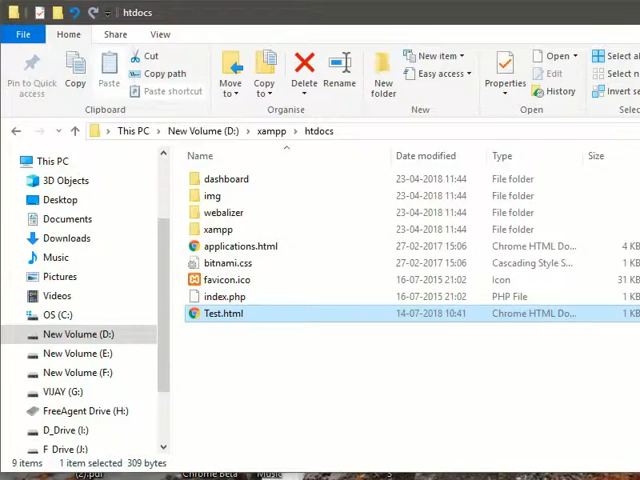 htdocs
File Home Share View
Pin to Quick access
Copy
Paste
Cut
Copy path
Paste shortcut
Move to
Copy to
Delete
Rename
New folder
New item
Easy access
Properties
Open
Edit
History
Select al
Select n
Invert se
Clipboard Organise New Open Sele
This PC New Volume (D:) xampp htdocs
Name Date modified Type Size
This PC
3D Objects
Desktop
Documents
Downloads
Music
Pictures
Videos
OS (C:)
New Volume (D:)
New Volume (E:)
New Volume (F:)
VIJAY (G:)
FreeAgent Drive (H:)
D_Drive (I:)
F_Drive (J:)
dashboard 23-04-2018 11:44 File folder
img 23-04-2018 11:44 File folder
webalizer 23-04-2018 11:44 File folder
xampp 23-04-2018 11:44 File folder
applications.html 27-02-2017 15:06 Chrome HTML Do... 4 KB
bitnami.css 27-02-2017 15:06 Cascading Style S... 1 KB
favicon.ico 16-07-2015 21:02 Icon 31 KB
index.php 16-07-2015 21:02 PHP File 1 KB
Test.html 14-07-2018 10:41 Chrome HTML Do... 1 KB
9 items 1 item selected 309 bytes
(2).pdf Chrome Beta Music